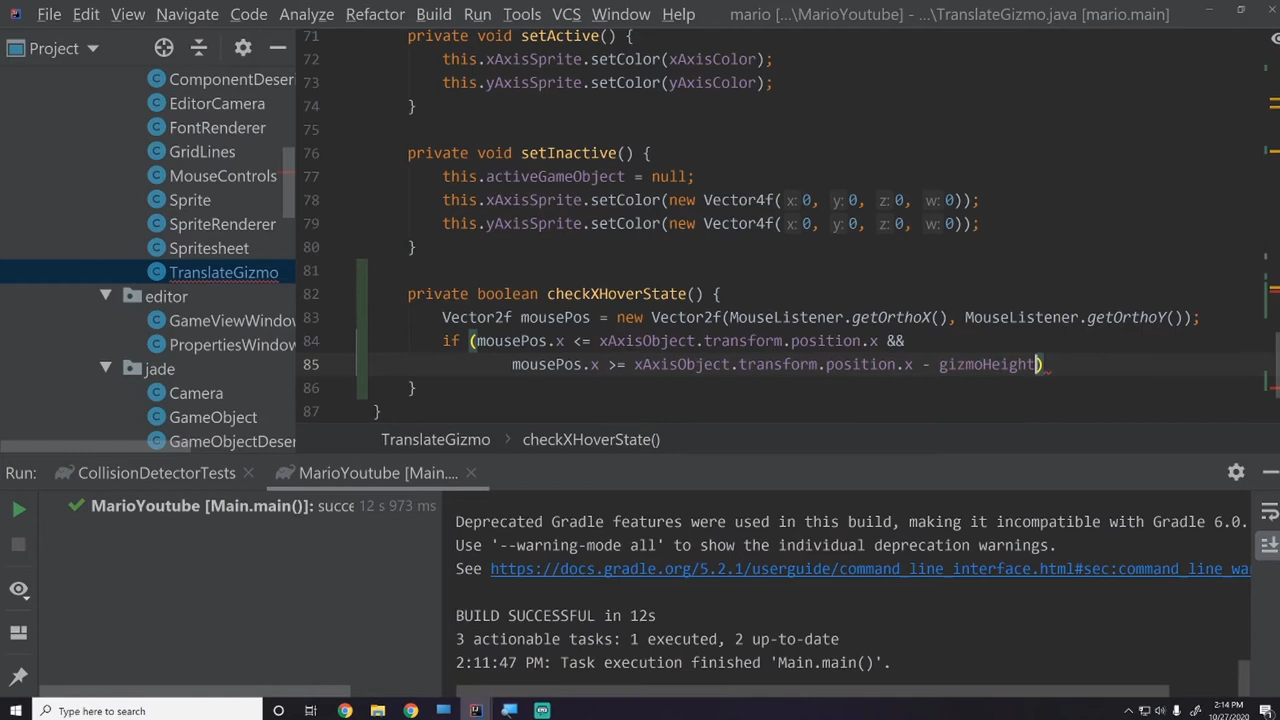 File Edit View Navigate Code Analyze Refactor Build Run Tools VCS Window Help mario [...\MarioYoutube] - ...\TranslateGizmo.java [mario.main]
Project
ComponentDeser
EditorCamera
FontRenderer
GridLines
MouseControls
Sprite
SpriteRenderer
Spritesheet
TranslateGizmo
editor
GameViewWindow
PropertiesWindow
jade
Camera
GameObject
GameObjectDeser
71 private void setActive() {
72 this.xAxisSprite.setColor(xAxisColor);
73 this.yAxisSprite.setColor(yAxisColor);
74 }
75
76 private void setInactive() {
77 this.activeGameObject = null;
78 this.xAxisSprite.setColor(new Vector4f( x: 0, y: 0, z: 0, w: 0));
79 this.yAxisSprite.setColor(new Vector4f( x: 0, y: 0, z: 0, w: 0));
80 }
81
82 private boolean checkXHoverState() {
83 Vector2f mousePos = new Vector2f(MouseListener.getOrthoX(), MouseListener.getOrthoY());
84 if (mousePos.x <= xAxisObject.transform.position.x &&
85 mousePos.x >= xAxisObject.transform.position.x - gizmoHeight)
86 }
87 }
TranslateGizmo › checkXHoverState()
Run: CollisionDetectorTests MarioYoutube [Main....
MarioYoutube [Main.main()]: succe 12 s 973 ms
Deprecated Gradle features were used in this build, making it incompatible with Gradle 6.0.
Use '--warning-mode all' to show the individual deprecation warnings.
See https://docs.gradle.org/5.2.1/userguide/command_line_interface.html#sec:command_line_wa
BUILD SUCCESSFUL in 12s
3 actionable tasks: 1 executed, 2 up-to-date
2:11:47 PM: Task execution finished 'Main.main()'.
Type here to search
2:14 PM
10/27/2020